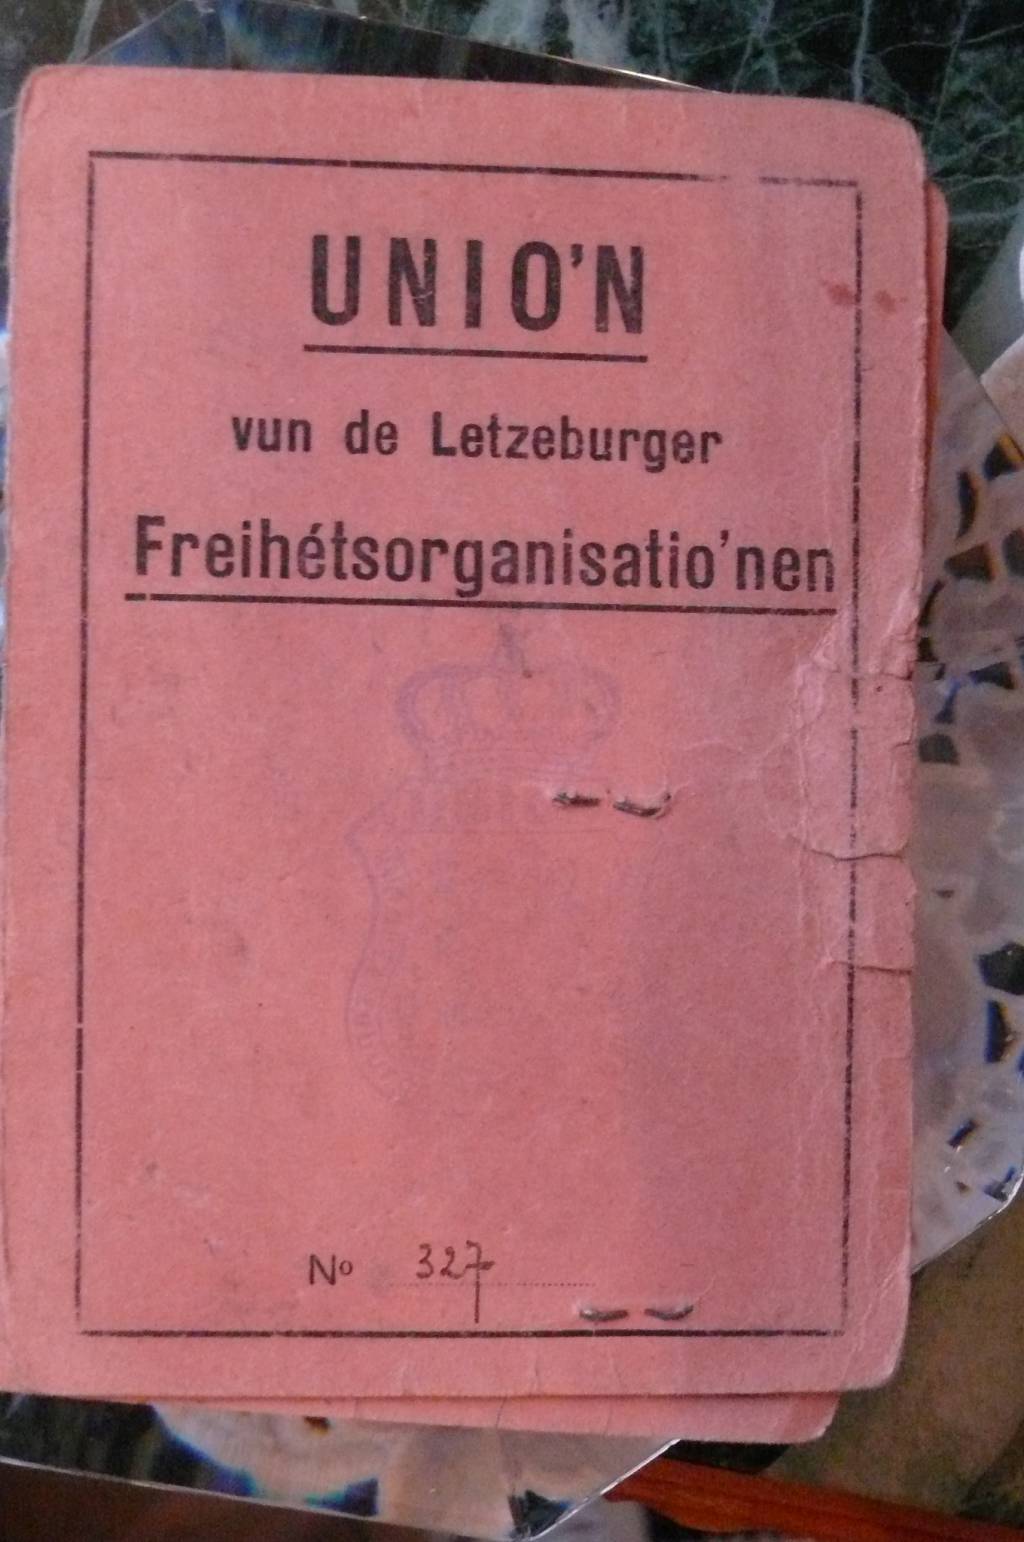 UNIO'N
vun de Letzeburger
Freihétsorganisatio'nen
No 327